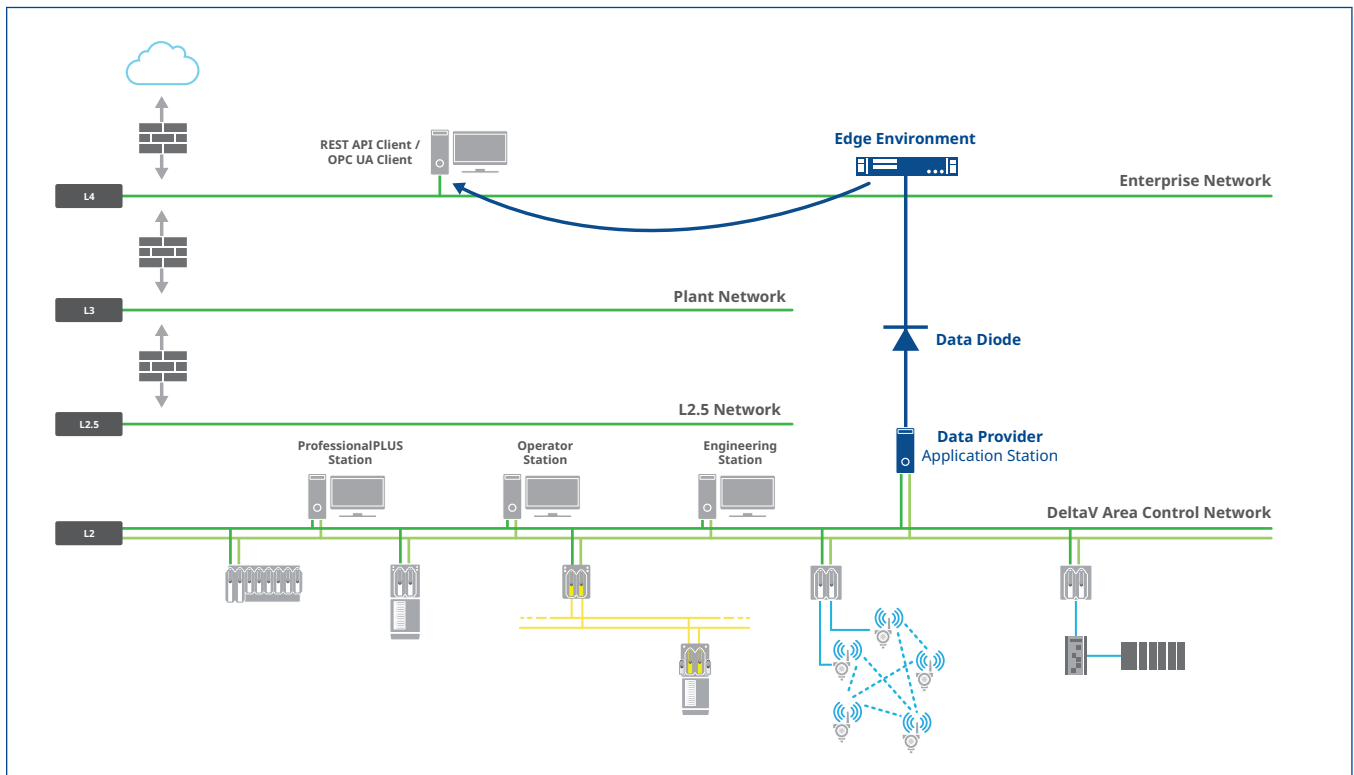 REST API Client /
OPC UA Client
Edge Environment
L4
Enterprise Network
L3
Plant Network
Data Diode
L2.5
L2.5 Network
ProfessionalPLUS
Station
Operator
Station
Engineering
Station
Data Provider
Application Station
L2
DeltaV Area Control Network